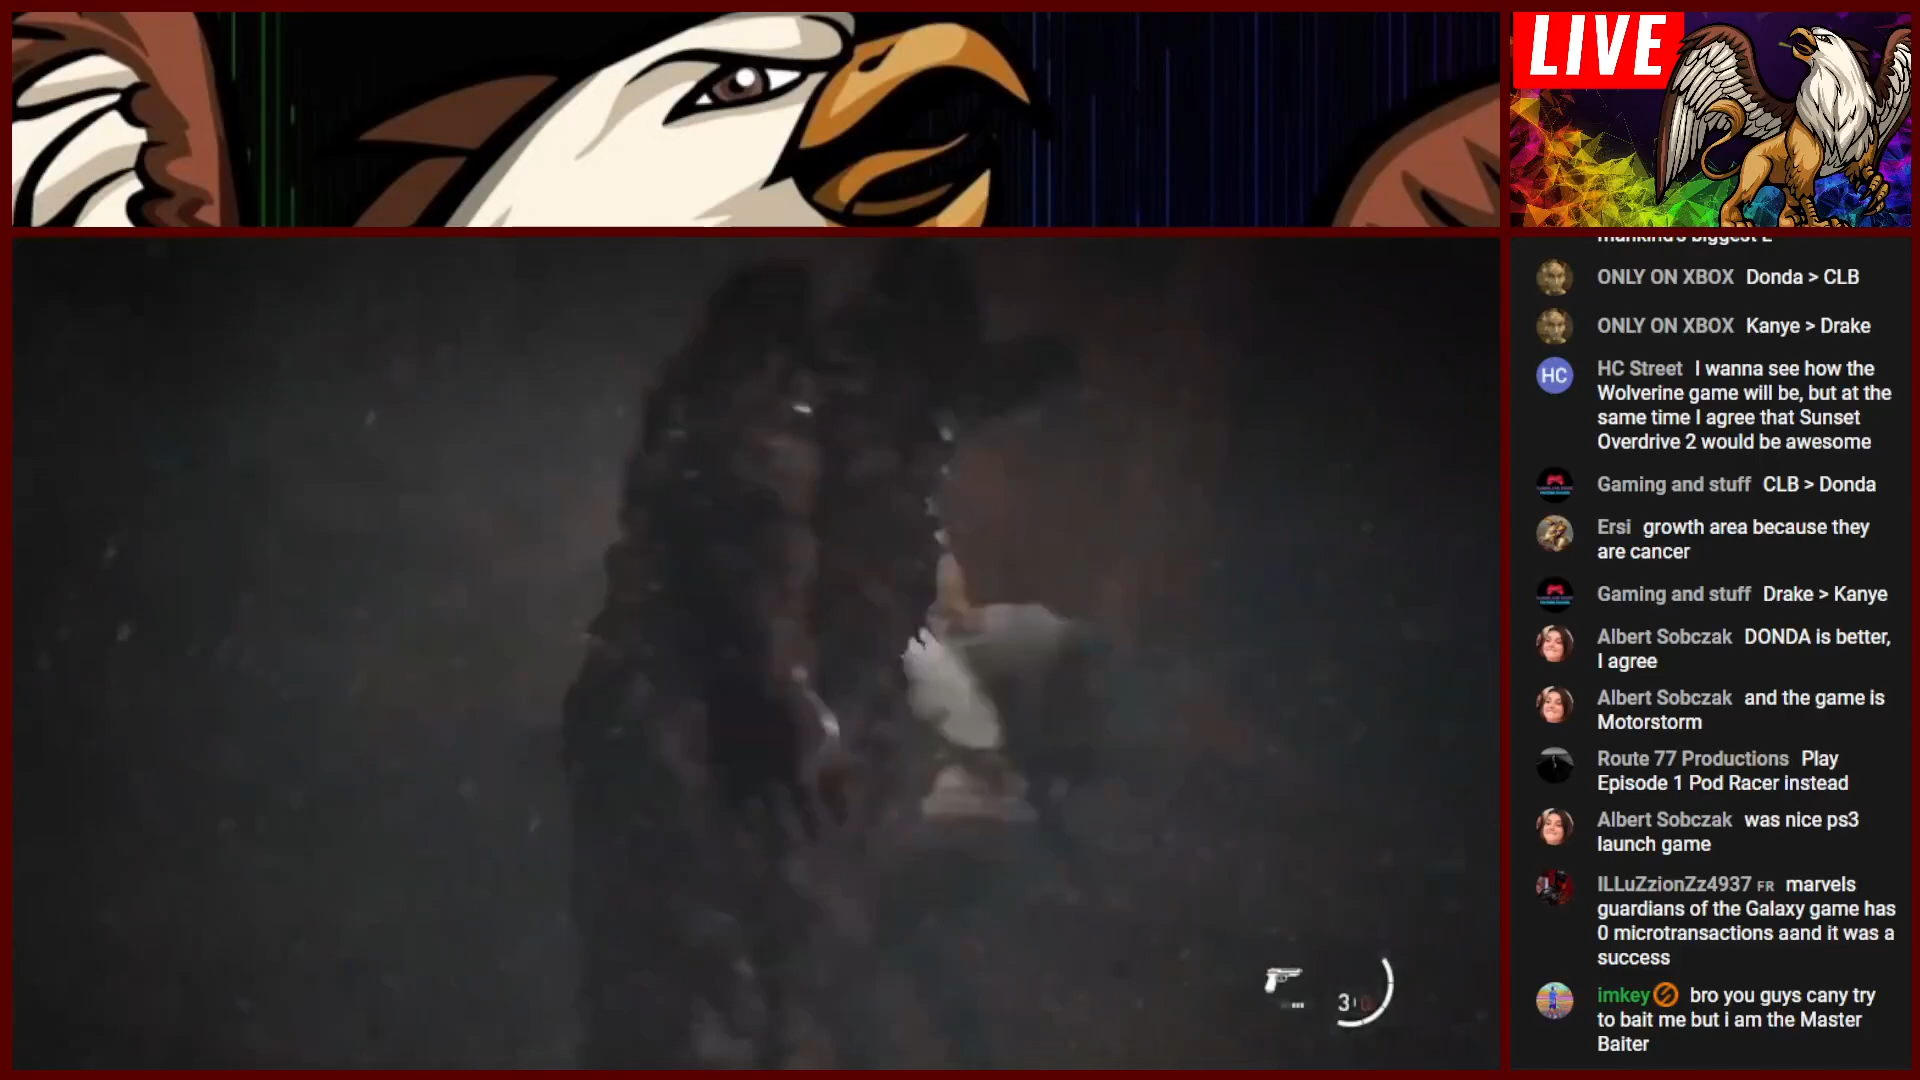 LIVE
ONLY ON XBOX Donda > CLB
ONLY ON XBOX Kanye > Drake
HC
HC Street I wanna see how the
Wolverine game will be, but at the
same time I agree that Sunset
Overdrive 2 would be awesome
Gaming and stuff CLB > Donda
Ersi growth area because they
are cancer
Gaming and stuff Drake > Kanye
Albert Sobczak DONDA is better,
I agree
Albert Sobczak and the game is
Motorstorm
Route 77 Productions Play
Episode 1 Pod Racer instead
Albert Sobczak was nice ps3
launch game
ILLuZzionZz4937 FR marvels
guardians of the Galaxy game has
0 microtransactions aand it was a
success
imkey bro you guys cany try
to bait me but i am the Master
Baiter
3 0